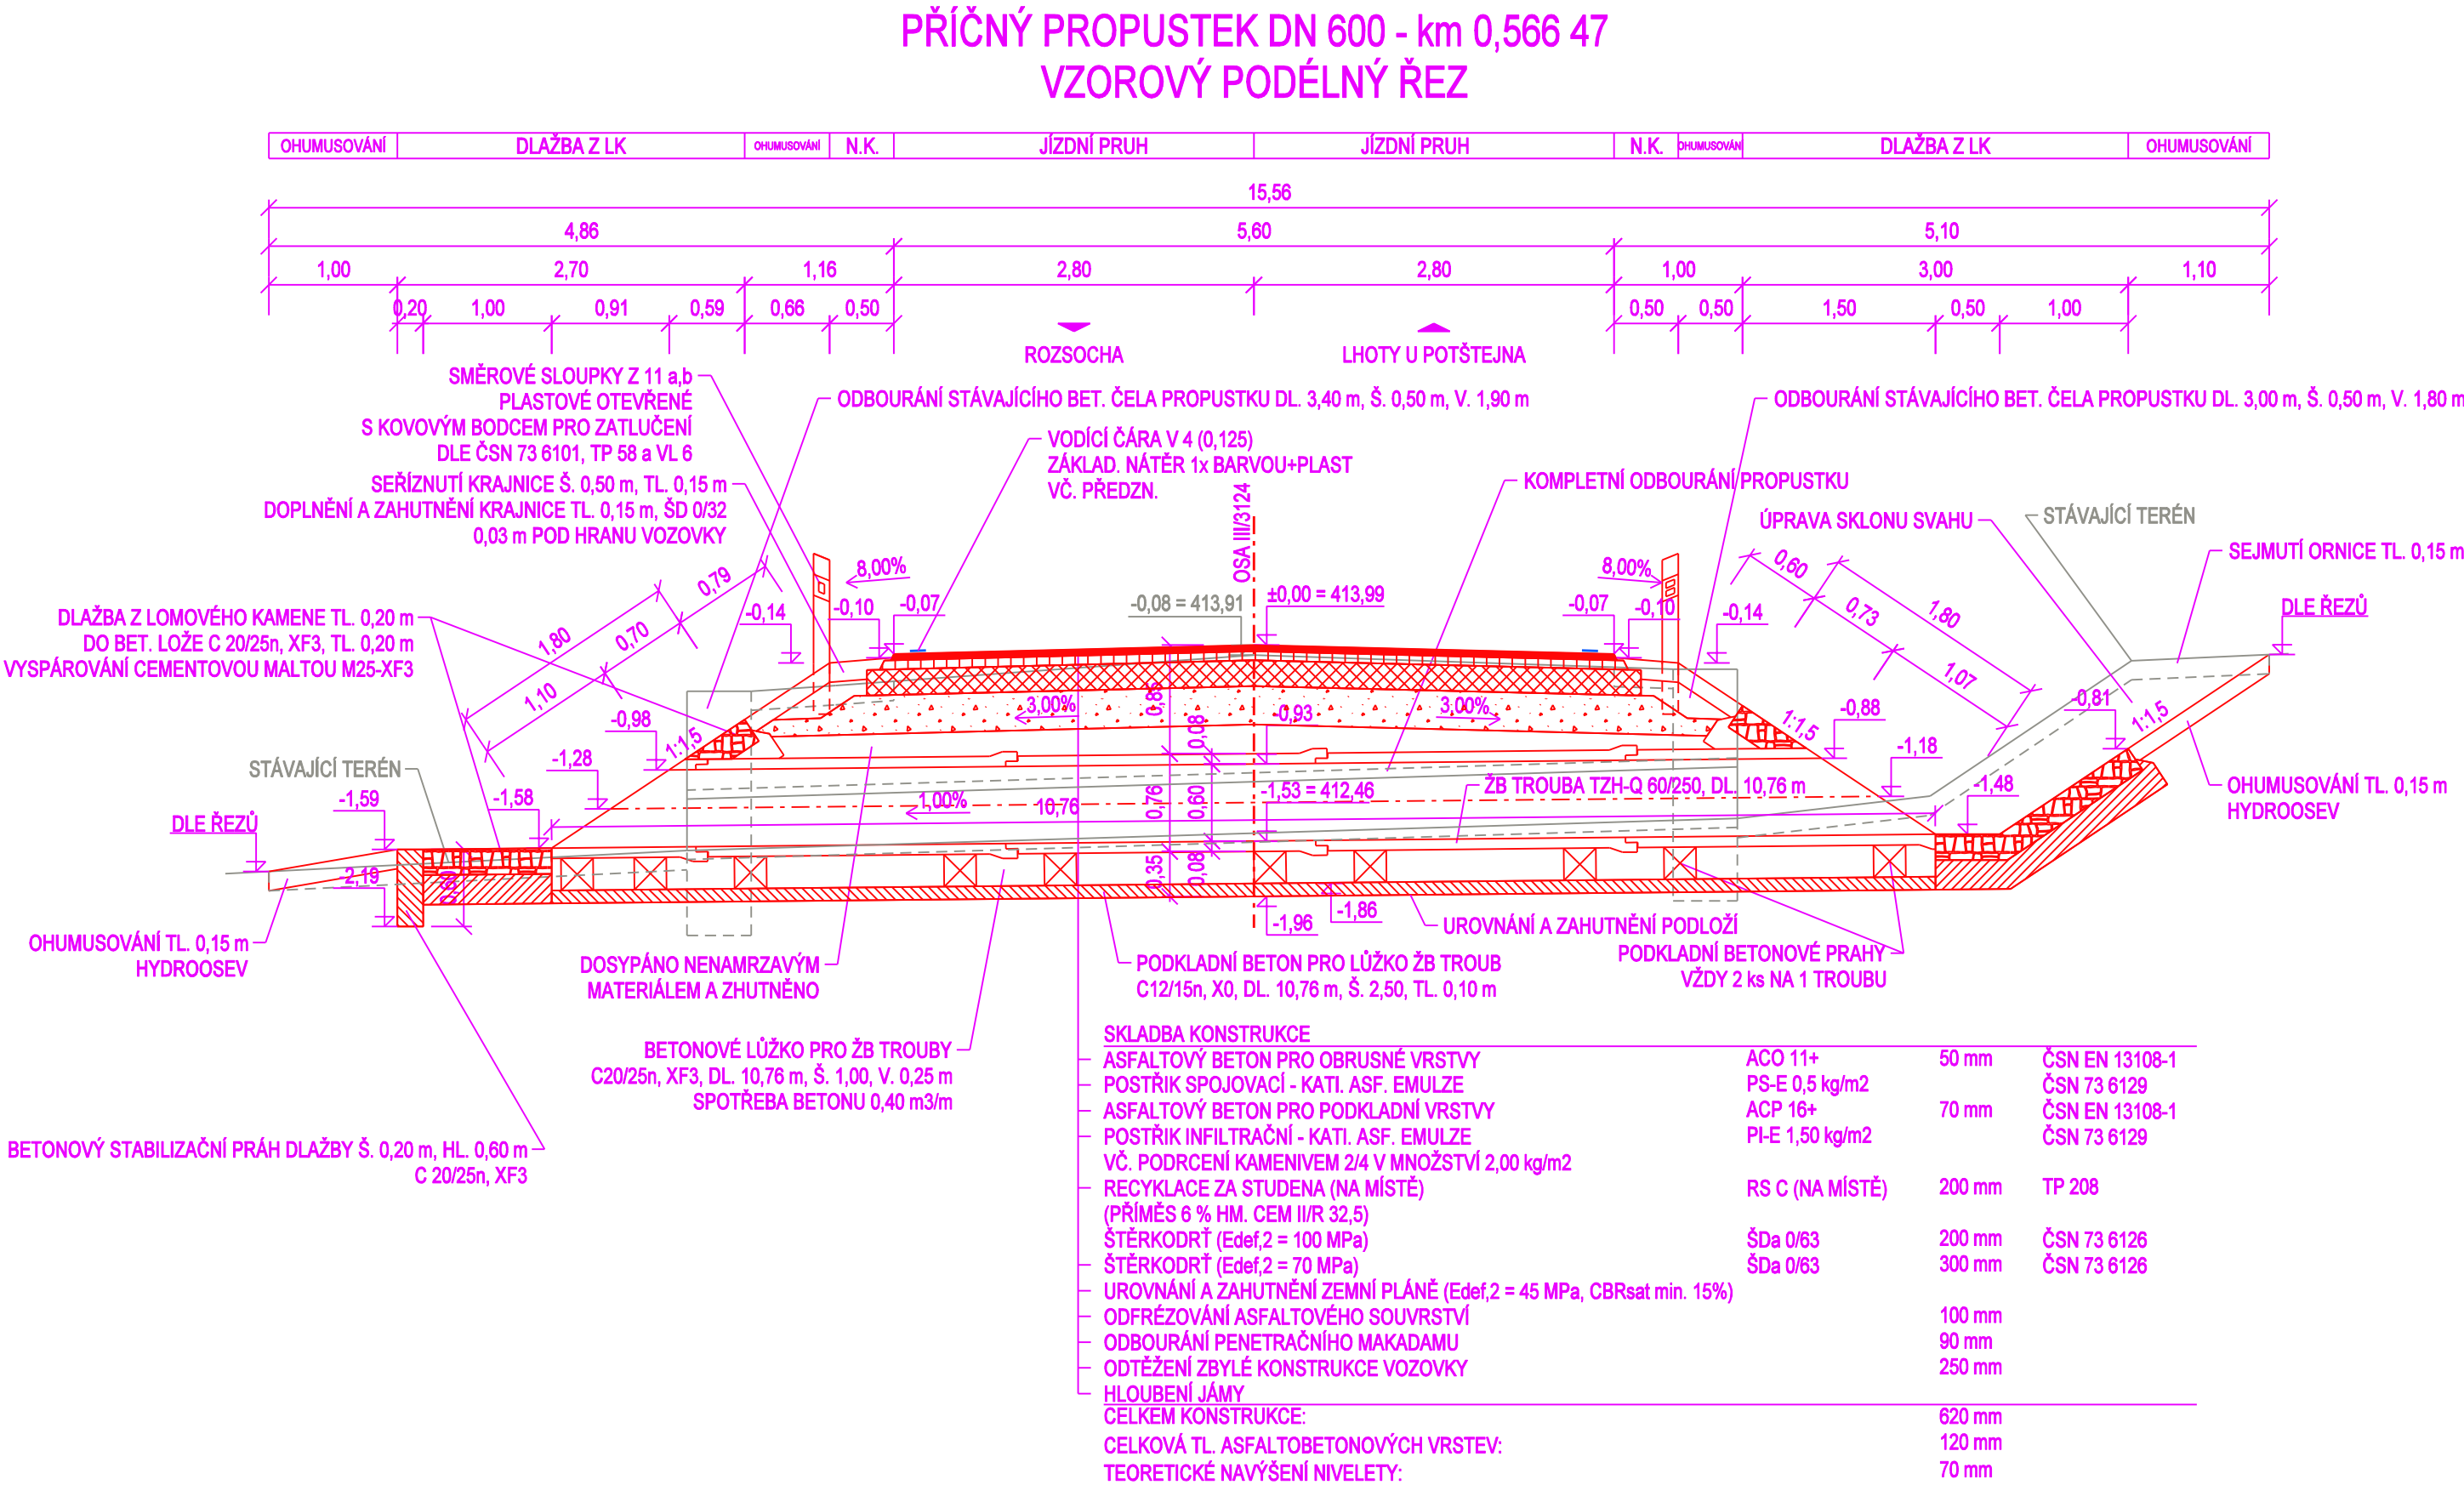 PŘÍČNÝ PROPUSTEK DN 600 - km 0,566 47
VZOROVÝ PODÉLNÝ ŘEZ
OHUMUSOVÁNÍ DLAŽBA Z LK OHUMUSOVÁNÍ N.K. JÍZDNÍ PRUH JÍZDNÍ PRUH N.K. OHUMUSOVÁNÍ DLAŽBA Z LK OHUMUSOVÁNÍ
15,56
4,86 5,60 5,10
1,00 2,70 1,16 2,80 2,80 1,00 3,00 1,10
0,20 1,00 0,91 0,59 0,66 0,50 0,50 0,50 1,50 0,50 1,00
ROZSOCHA LHOTY U POTŠTEJNA
SMĚROVÉ SLOUPKY Z 11 a,b
PLASTOVÉ OTEVŘENÉ
S KOVOVÝM BODCEM PRO ZATLUČENÍ
DLE ČSN 73 6101, TP 58 a VL 6
SEŘÍZNUTÍ KRAJNICE Š. 0,50 m, TL. 0,15 m
DOPLNĚNÍ A ZAHUTNĚNÍ KRAJNICE TL. 0,15 m, ŠD 0/32
0,03 m POD HRANU VOZOVKY
ODBOURÁNÍ STÁVAJÍCÍHO BET. ČELA PROPUSTKU DL. 3,40 m, Š. 0,50 m, V. 1,90 m
ODBOURÁNÍ STÁVAJÍCÍHO BET. ČELA PROPUSTKU DL. 3,00 m, Š. 0,50 m, V. 1,80 m
VODÍCÍ ČÁRA V 4 (0,125)
ZÁKLAD. NÁTĚR 1x BARVOU+PLAST
VČ. PŘEDZN.
OSA III/3124
KOMPLETNÍ ODBOURÁNÍ PROPUSTKU
ÚPRAVA SKLONU SVAHU
STÁVAJÍCÍ TERÉN
SEJMUTÍ ORNICE TL. 0,15 m
DLE ŘEZŮ
8,00% 8,00%
0,79 0,60
-0,14 -0,10 -0,07 -0,08 = 413,91 ±0,00 = 413,99 -0,07 -0,10 -0,14
1,80 0,70 1,10
0,73 1,80 1,07
DLAŽBA Z LOMOVÉHO KAMENE TL. 0,20 m
DO BET. LOŽE C 20/25n, XF3, TL. 0,20 m
VYSPÁROVÁNÍ CEMENTOVOU MALTOU M25-XF3
-0,98 1:1,5 3,00% 0,85 0,08 -0,93 3,00% 1:1,5 -0,88 -0,81 1:1,5
STÁVAJÍCÍ TERÉN
-1,28 -1,18
-1,59 -1,58 1,00% 10,76 0,76 0,60 -1,53 = 412,46 ŽB TROUBA TZH-Q 60/250, DL. 10,76 m -1,48
OHUMUSOVÁNÍ TL. 0,15 m
HYDROOSEV
DLE ŘEZŮ
-2,19 0,60 0,35 0,08
-1,96 -1,86
OHUMUSOVÁNÍ TL. 0,15 m
HYDROOSEV
UROVNÁNÍ A ZAHUTNĚNÍ PODLOŽÍ
PODKLADNÍ BETONOVÉ PRAHY
VŽDY 2 ks NA 1 TROUBU
DOSYPÁNO NENAMRZAVÝM
MATERIÁLEM A ZHUTNĚNO
PODKLADNÍ BETON PRO LŮŽKO ŽB TROUB
C12/15n, X0, DL. 10,76 m, Š. 2,50, TL. 0,10 m
BETONOVÉ LŮŽKO PRO ŽB TROUBY
C20/25n, XF3, DL. 10,76 m, Š. 1,00, V. 0,25 m
SPOTŘEBA BETONU 0,40 m3/m
BETONOVÝ STABILIZAČNÍ PRÁH DLAŽBY Š. 0,20 m, HL. 0,60 m
C 20/25n, XF3
SKLADBA KONSTRUKCE
ASFALTOVÝ BETON PRO OBRUSNÉ VRSTVY ACO 11+ 50 mm ČSN EN 13108-1
POSTŘIK SPOJOVACÍ - KATI. ASF. EMULZE PS-E 0,5 kg/m2 ČSN 73 6129
ASFALTOVÝ BETON PRO PODKLADNÍ VRSTVY ACP 16+ 70 mm ČSN EN 13108-1
POSTŘIK INFILTRAČNÍ - KATI. ASF. EMULZE PI-E 1,50 kg/m2 ČSN 73 6129
VČ. PODRCENÍ KAMENIVEM 2/4 V MNOŽSTVÍ 2,00 kg/m2
RECYKLACE ZA STUDENA (NA MÍSTĚ) RS C (NA MÍSTĚ) 200 mm TP 208
(PŘÍMĚS 6 % HM. CEM II/R 32,5)
ŠTĚRKODRŤ (Edef,2 = 100 MPa) ŠDa 0/63 200 mm ČSN 73 6126
ŠTĚRKODRŤ (Edef,2 = 70 MPa) ŠDa 0/63 300 mm ČSN 73 6126
UROVNÁNÍ A ZAHUTNĚNÍ ZEMNÍ PLÁNĚ (Edef,2 = 45 MPa, CBRsat min. 15%)
ODFRÉZOVÁNÍ ASFALTOVÉHO SOUVRSTVÍ 100 mm
ODBOURÁNÍ PENETRAČNÍHO MAKADAMU 90 mm
ODTĚŽENÍ ZBYLÉ KONSTRUKCE VOZOVKY 250 mm
HLOUBENÍ JÁMY
CELKEM KONSTRUKCE: 620 mm
CELKOVÁ TL. ASFALTOBETONOVÝCH VRSTEV: 120 mm
TEORETICKÉ NAVÝŠENÍ NIVELETY: 70 mm